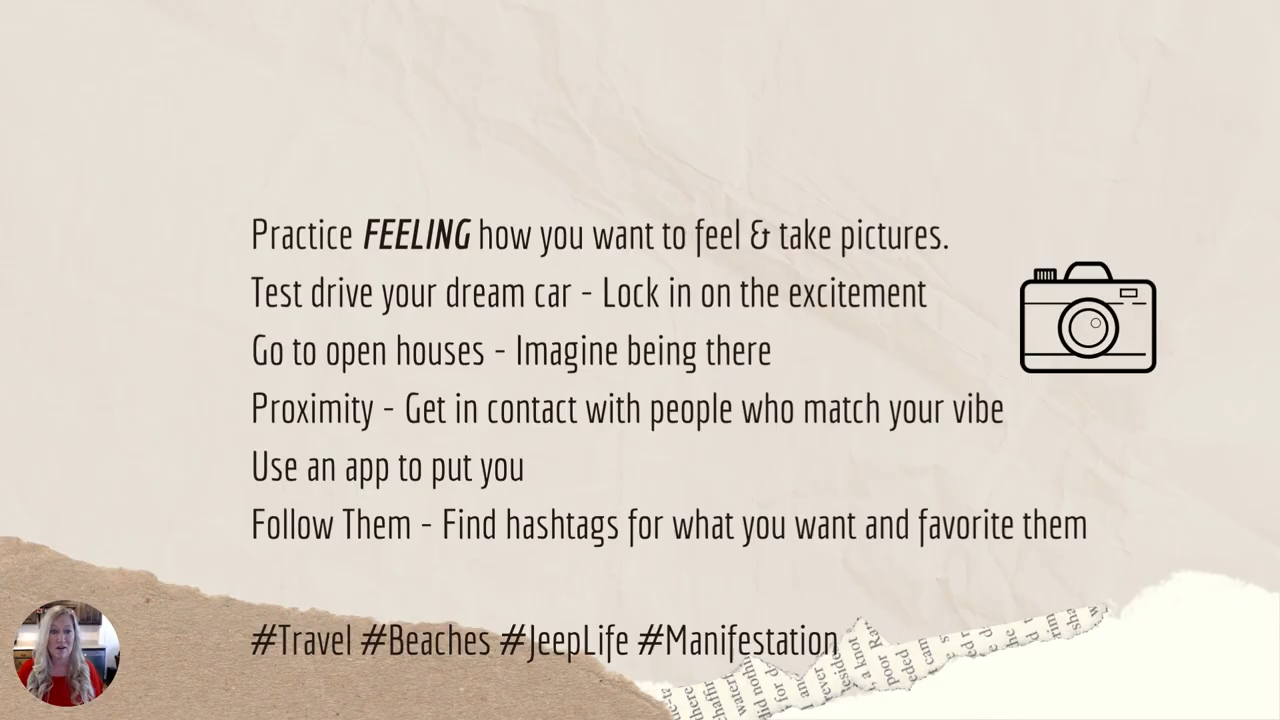 Practice FEELING how you want to feel & take pictures.
Test drive your dream car - Lock in on the excitement
Go to open houses - Imagine being there
Proximity - Get in contact with people who match your vibe
Use an app to put you
Follow Them - Find hashtags for what you want and favorite them
#Travel #Beaches #JeepLife #Manifestation